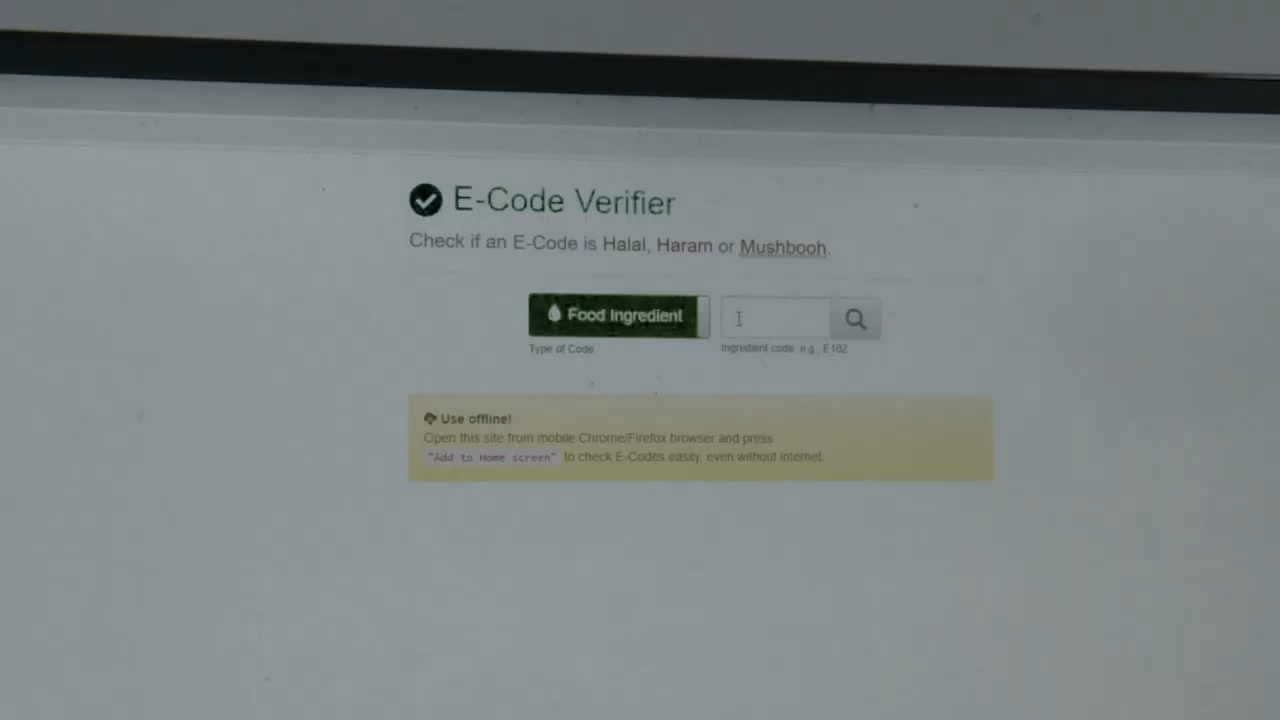 E-Code Verifier
Check if an E-Code is Halal, Haram or Mushbooh.
Food Ingredient
Type of Code
Ingredient code, e.g., E102
Use offline!
Open this site from mobile Chrome/Firefox browser and press
"Add to Home screen" to check E-Codes easily, even without internet.